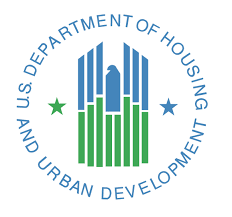 U.S. DEPARTMENT OF HOUSING
AND URBAN DEVELOPMENT